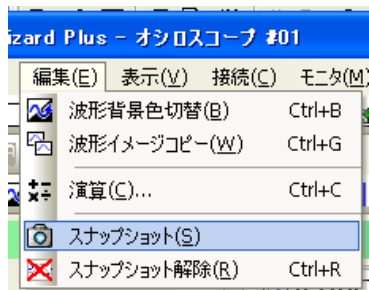 izard Plus - オシロスコープ #01
編集(E) 表示(V) 接続(C) モニタ(M)
波形背景色切替(B) Ctrl+B
波形イメージコピー(W) Ctrl+G
演算(C)... Ctrl+C
スナップショット(S)
スナップショット解除(R) Ctrl+R